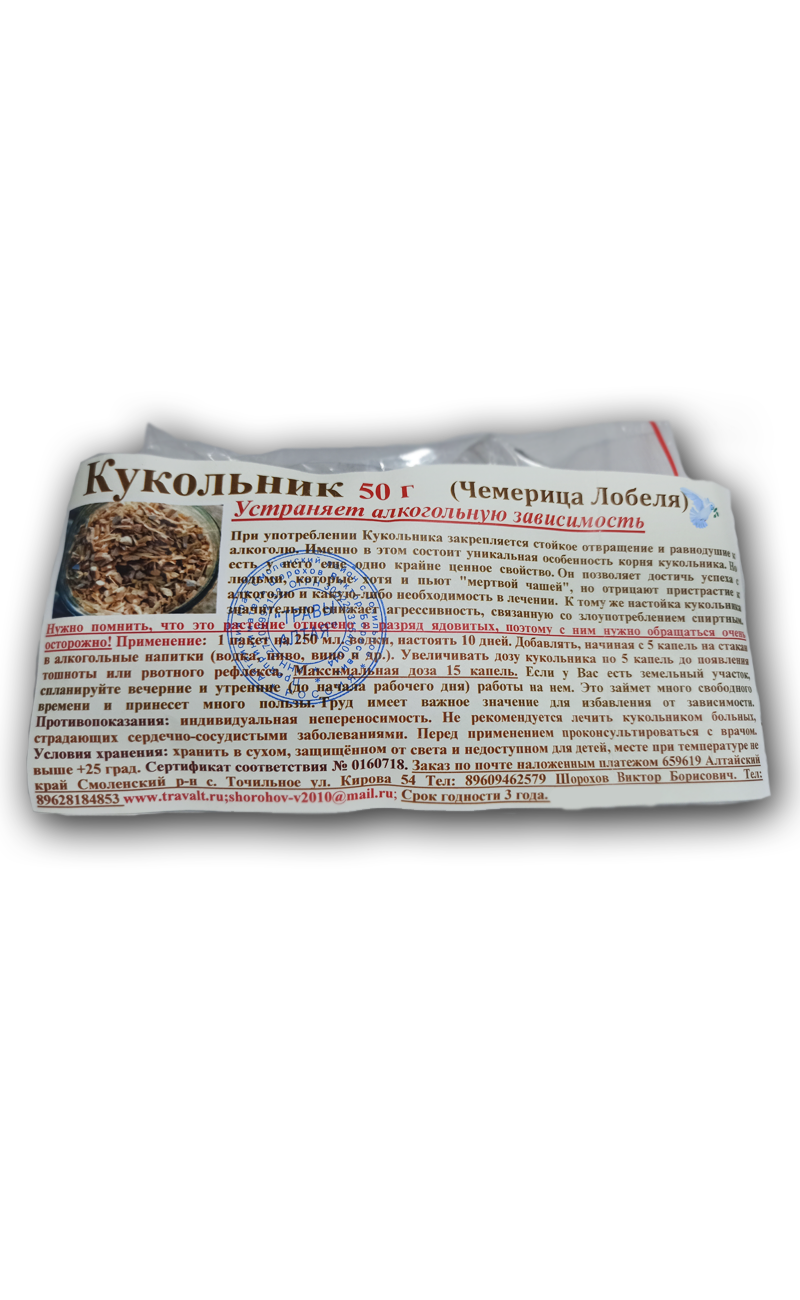 Кукольник 50 г (Чемерица Лобеля)
Устраняет алкогольную зависимость
При употреблении Кукольника закрепляется стойкое отвращение и равнодушие к
алкоголю. Именно в этом состоит уникальная особенность корня кукольника. Но
есть у него еще одно крайне ценное свойство. Он позволяет достичь успеха с
людьми, которые хотя и пьют "мертвой чашей", но отрицают пристрастие к
алкоголю и какую-либо необходимость в лечении. К тому же настойка кукольника
значительно снижает агрессивность, связанную со злоупотреблением спиртным.
Нужно помнить, что это растение отнесено в разряд ядовитых, поэтому с ним нужно обращаться очень
осторожно! Применение: 1 пакет на 250 мл. водки, настоять 10 дней. Добавлять, начиная с 5 капель на стакан
в алкогольные напитки (водка, пиво, вино и др.). Увеличивать дозу кукольника по 5 капель до появления
тошноты или рвотного рефлекса. Максимальная доза 15 капель. Если у Вас есть земельный участок,
спланируйте вечерние и утренние (до начала рабочего дня) работы на нем. Это займет много свободного
времени и принесет много пользы. Труд имеет важное значение для избавления от зависимости.
Противопоказания: индивидуальная непереносимость. Не рекомендуется лечить кукольником больных,
страдающих сердечно-сосудистыми заболеваниями. Перед применением проконсультироваться с врачом.
Условия хранения: хранить в сухом, защищённом от света и недоступном для детей, месте при температуре не
выше +25 град. Сертификат соответствия № 0160718. Заказ по почте наложенным платежом 659619 Алтайский
край Смоленский р-н с. Точильное ул. Кирова 54 Тел: 89609462579 Шорохов Виктор Борисович. Тел:
89628184853 www.travalt.ru;shorohov-v2010@mail.ru; Срок годности 3 года.
"ТРАВЫ
АЛТАЯ"